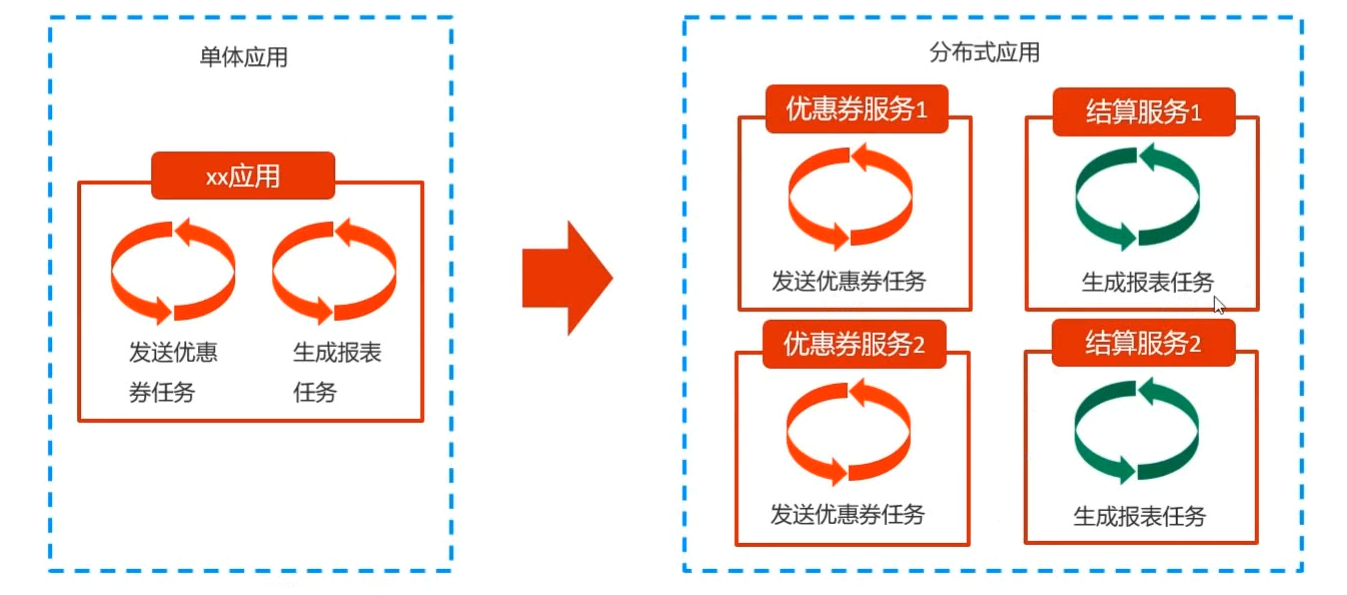 单体应用
xx应用
发送优惠
券任务
生成报表
任务
分布式应用
优惠券服务1
发送优惠券任务
结算服务1
生成报表任务
优惠券服务2
发送优惠券任务
结算服务2
生成报表任务